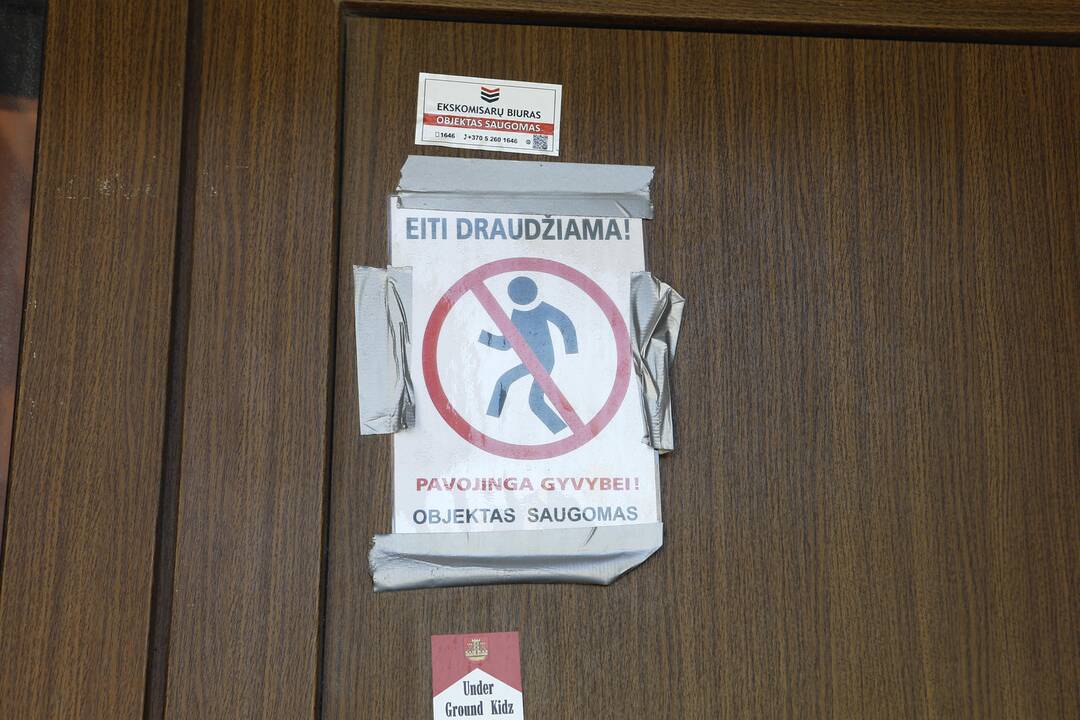 EKSKOMISARŲ BIURAS
OBJEKTAS SAUGOMAS
1646 +370 5 260 1646
EITI DRAUDŽIAMA!
PAVOJINGA GYVYBEI!
OBJEKTAS SAUGOMAS
Under
Ground Kidz